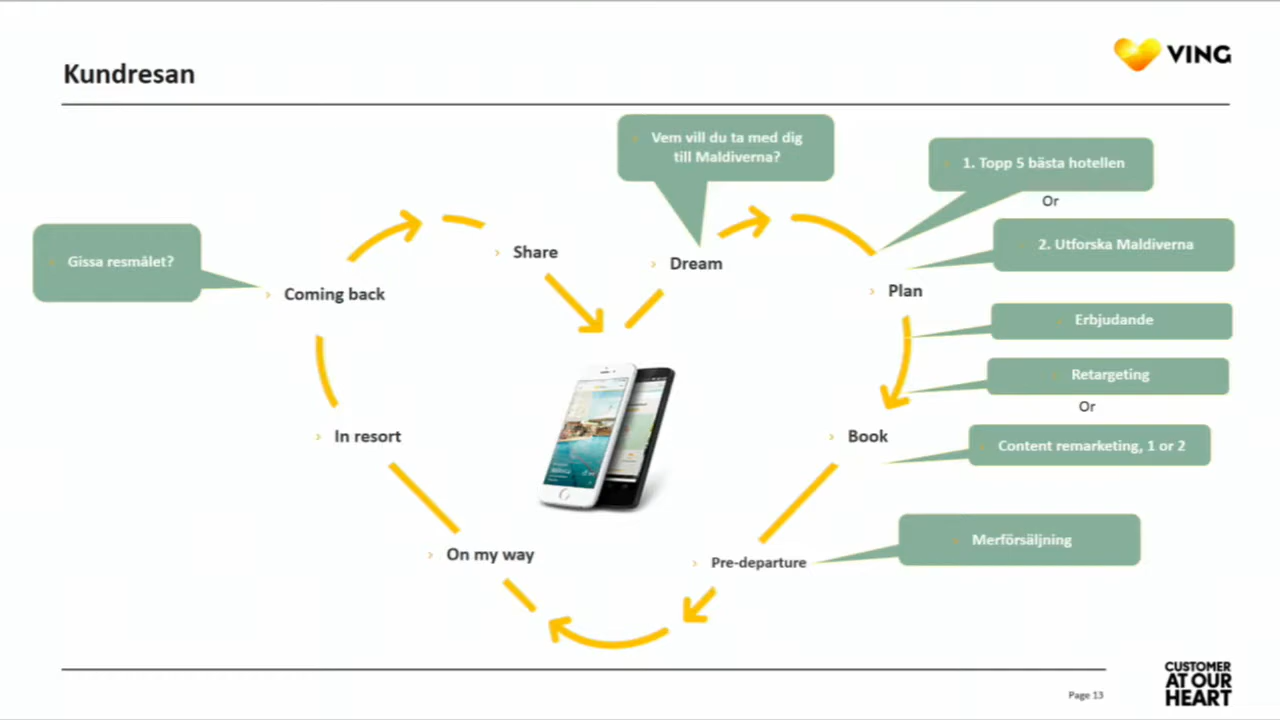 Kundresan
VING
Vem vill du ta med dig
till Maldiverna?
1. Topp 5 bästa hotellen
Or
2. Utforska Maldiverna
Gissa resmålet?
Share
Dream
Coming back
Plan
Erbjudande
Retargeting
Or
In resort
Book
Content remarketing, 1 or 2
Merförsäljning
On my way
Pre-departure
CUSTOMER
AT OUR
HEART
Page 13